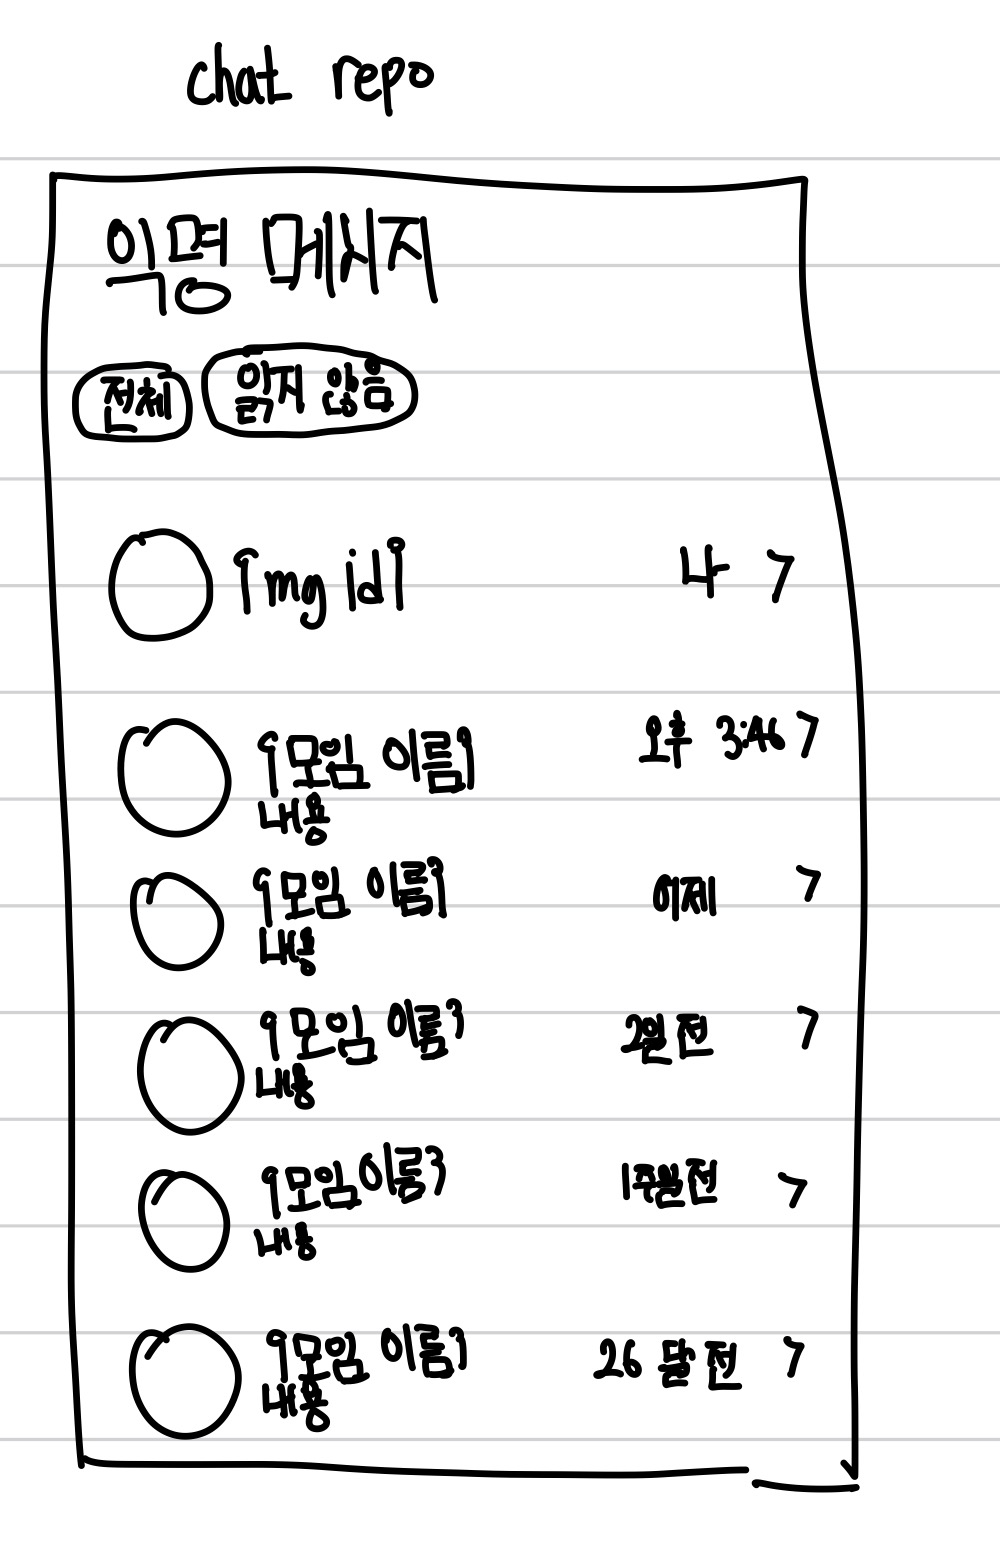 chat repo
익명 메시지
전체 읽지 않음
{mg id} 나 >
{모임 이름} 오후 3:46 >
내용
{모임 이름} 어제 >
내용
{모임 이름} 2일 전 >
내용
{모임 이름} 1주일 전 >
내용
{모임 이름} 26 달 전 >
내용